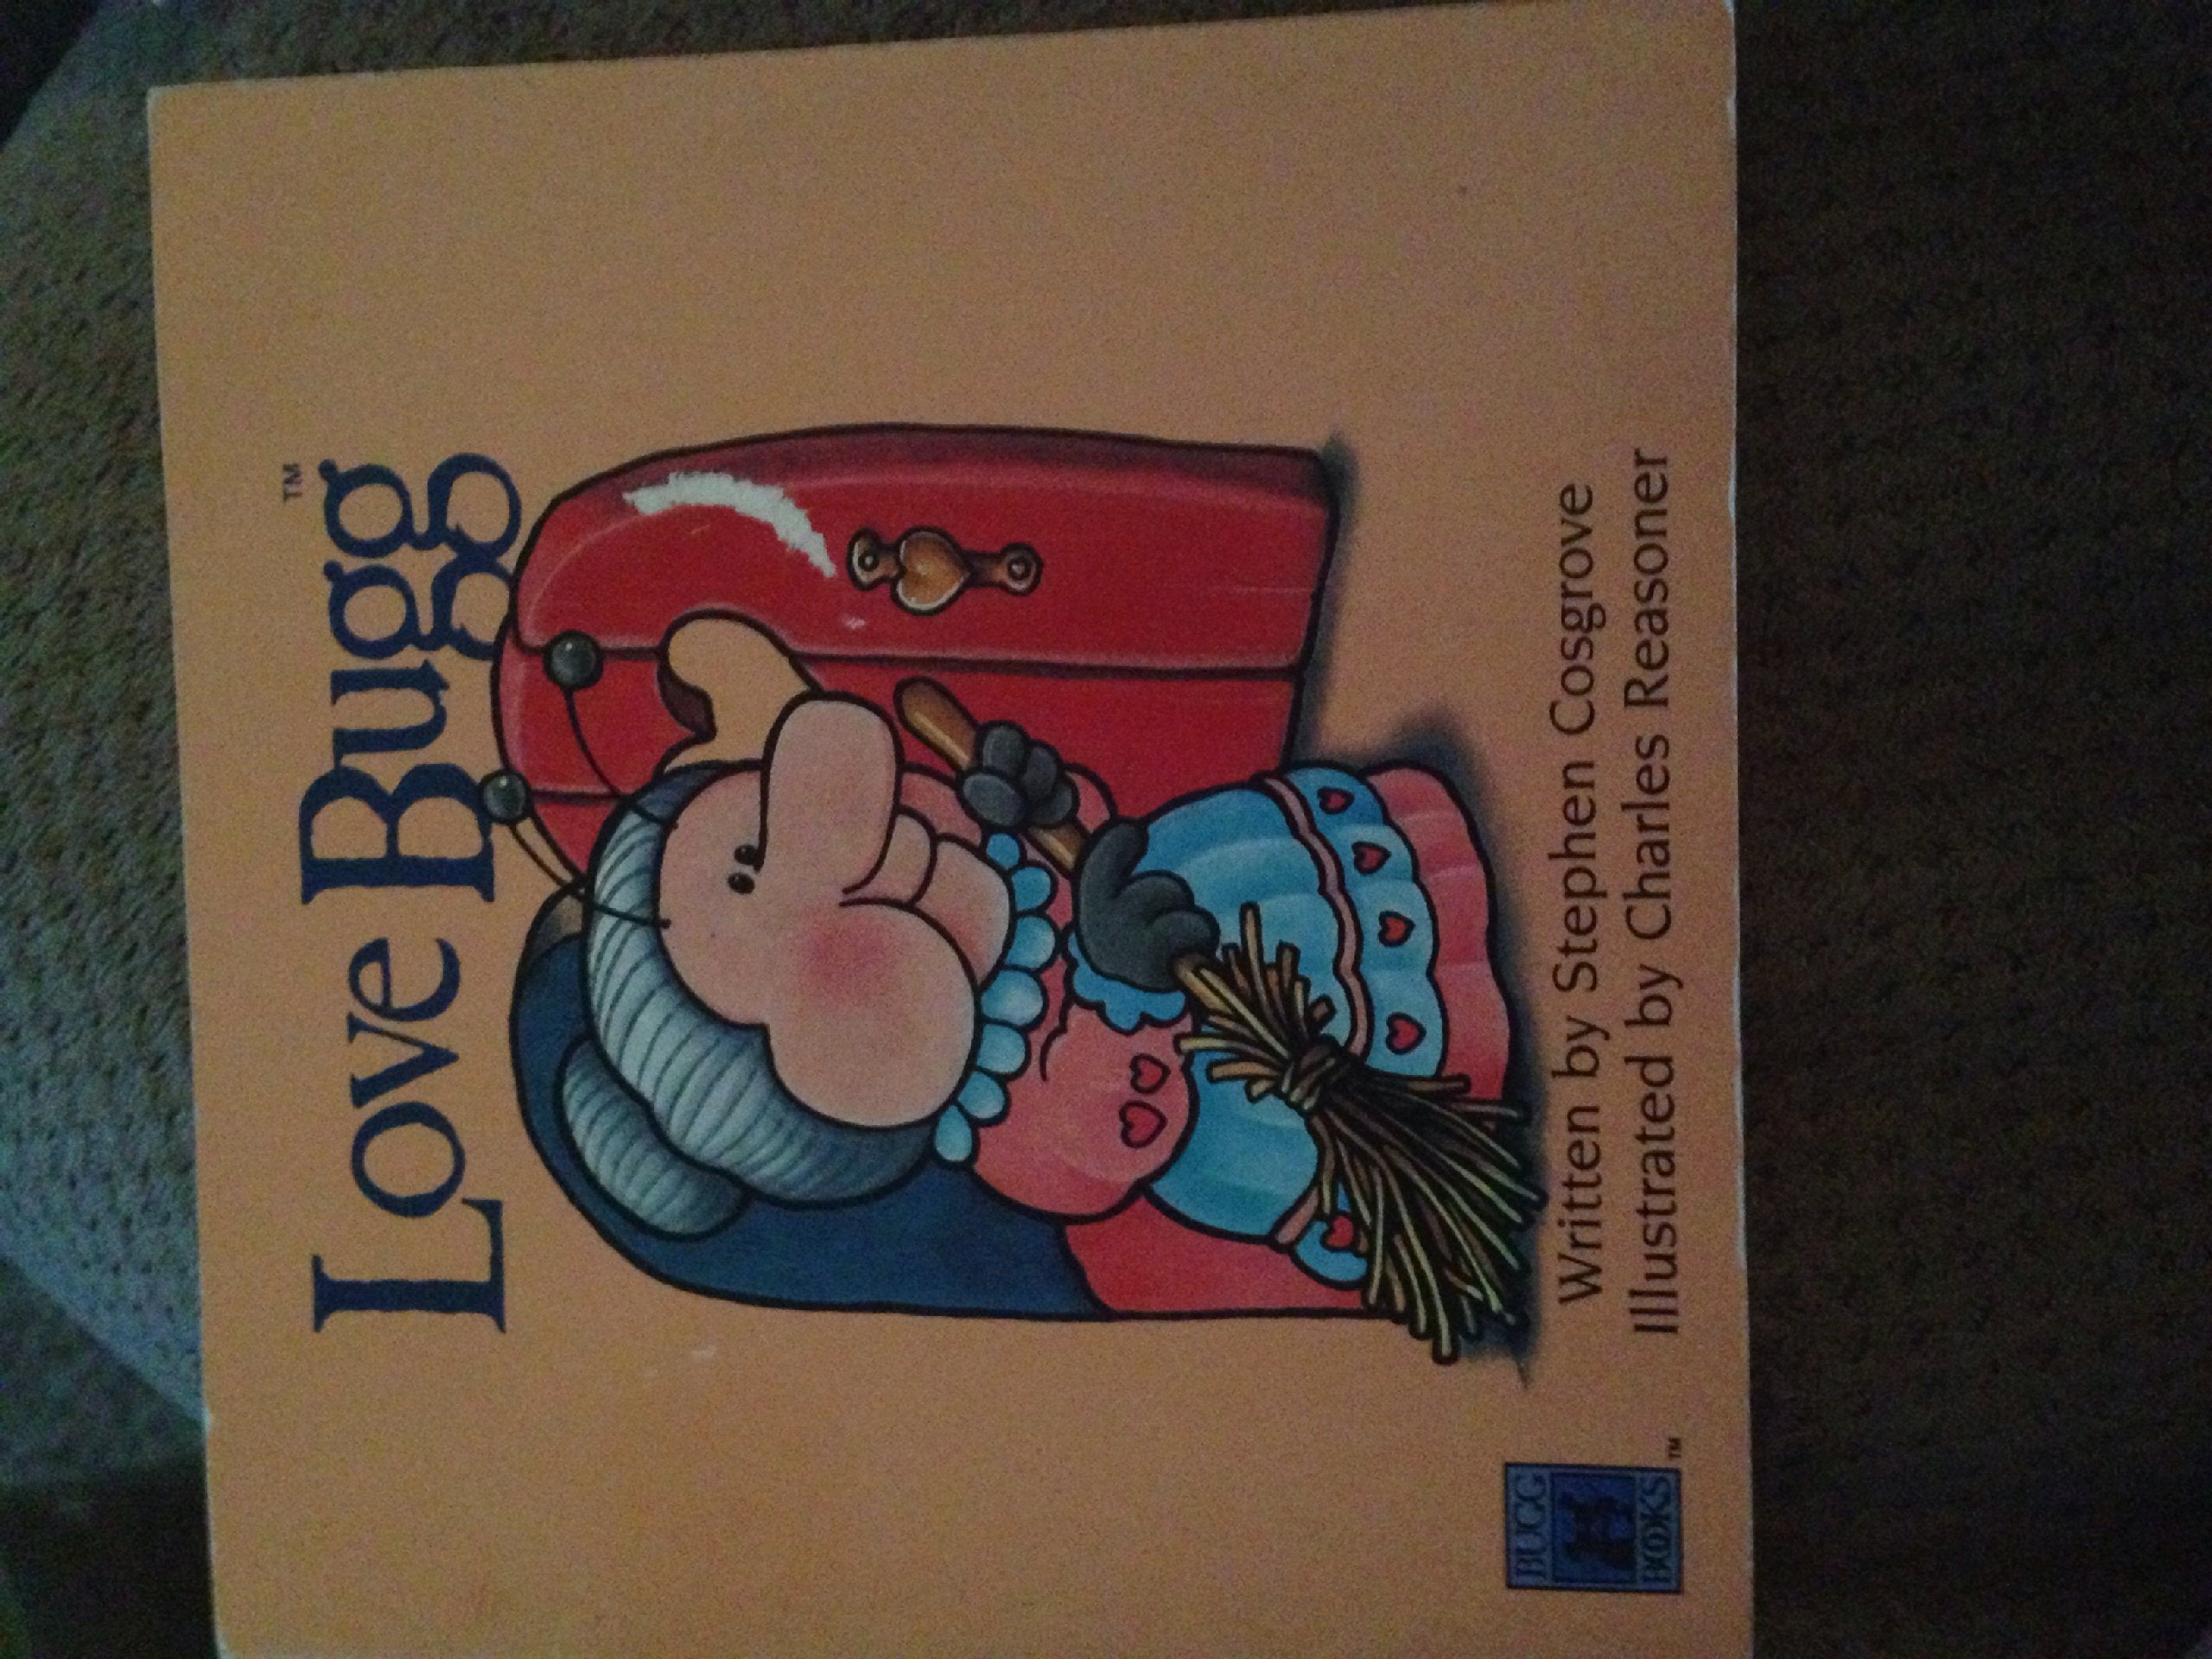 Love Bugg™
Written by Stephen Cosgrove
Illustrated by Charles Reasoner
BUGG
BOOKS™